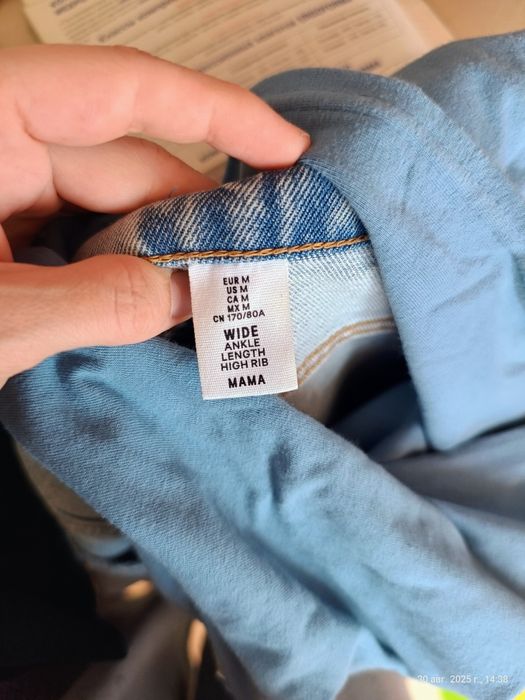 EUR M
US M
CA M
MX M
CN 170/80A
WIDE
ANKLE
LENGTH
HIGH RIB
MAMA
30 авг. 2025 г., 14:38